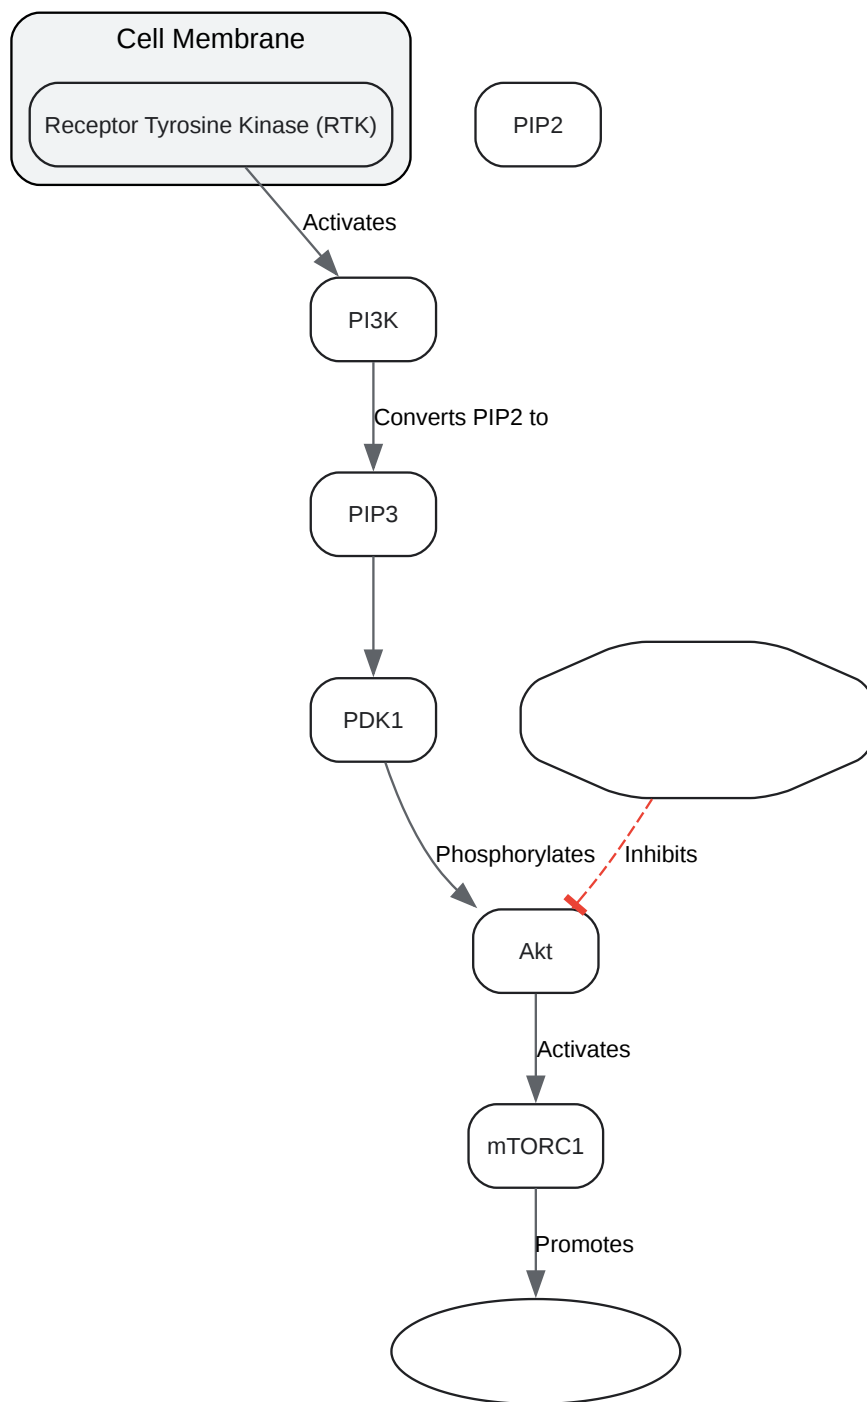 Cell Membrane
Receptor Tyrosine Kinase (RTK)
PIP2
Activates
PI3K
Converts PIP2 to
PIP3
PDK1
Phosphorylates
Inhibits
Akt
Activates
mTORC1
Promotes